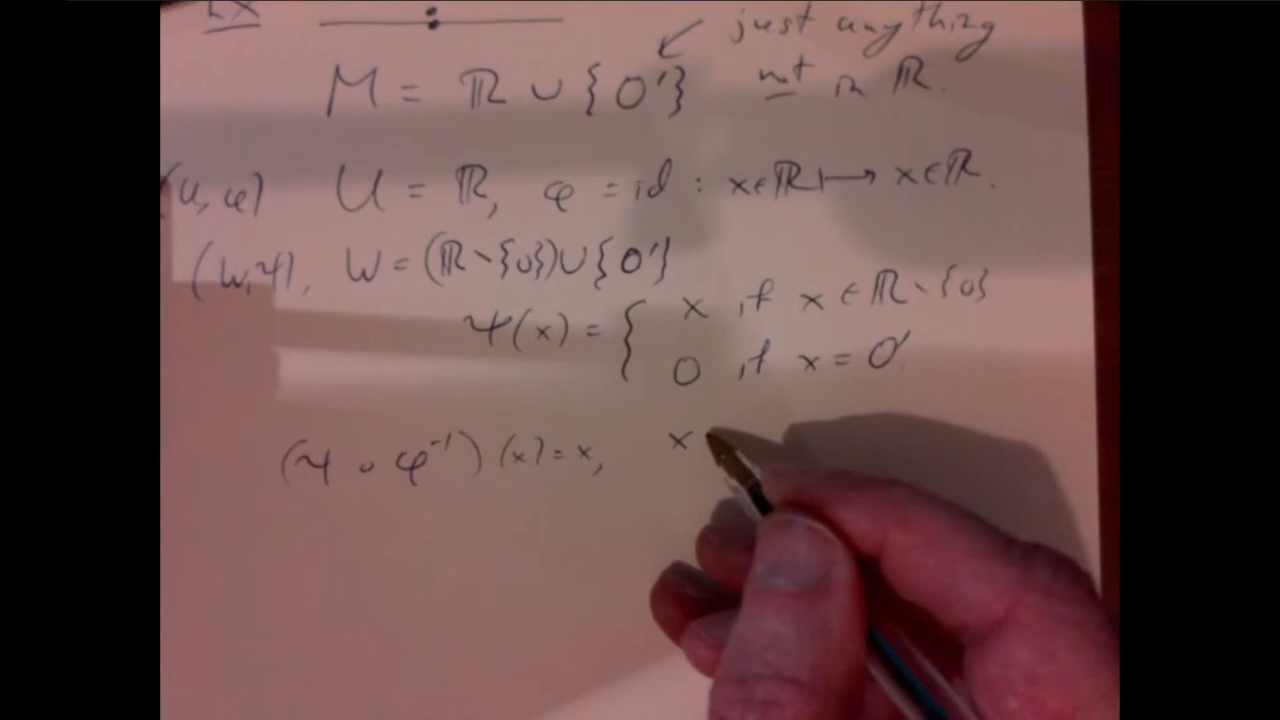 Ex
just anything
M = ℝ ∪ {0'} not in ℝ.
(U, φ) U = ℝ, φ = id : x∈ℝ ↦ x∈ℝ.
(W, Ψ), W = (ℝ∖{0})∪{0'}
Ψ(x) = { x if x ∈ ℝ∖{0}
0 if x = 0'.
(Ψ ∘ φ⁻¹)(x) = x, x